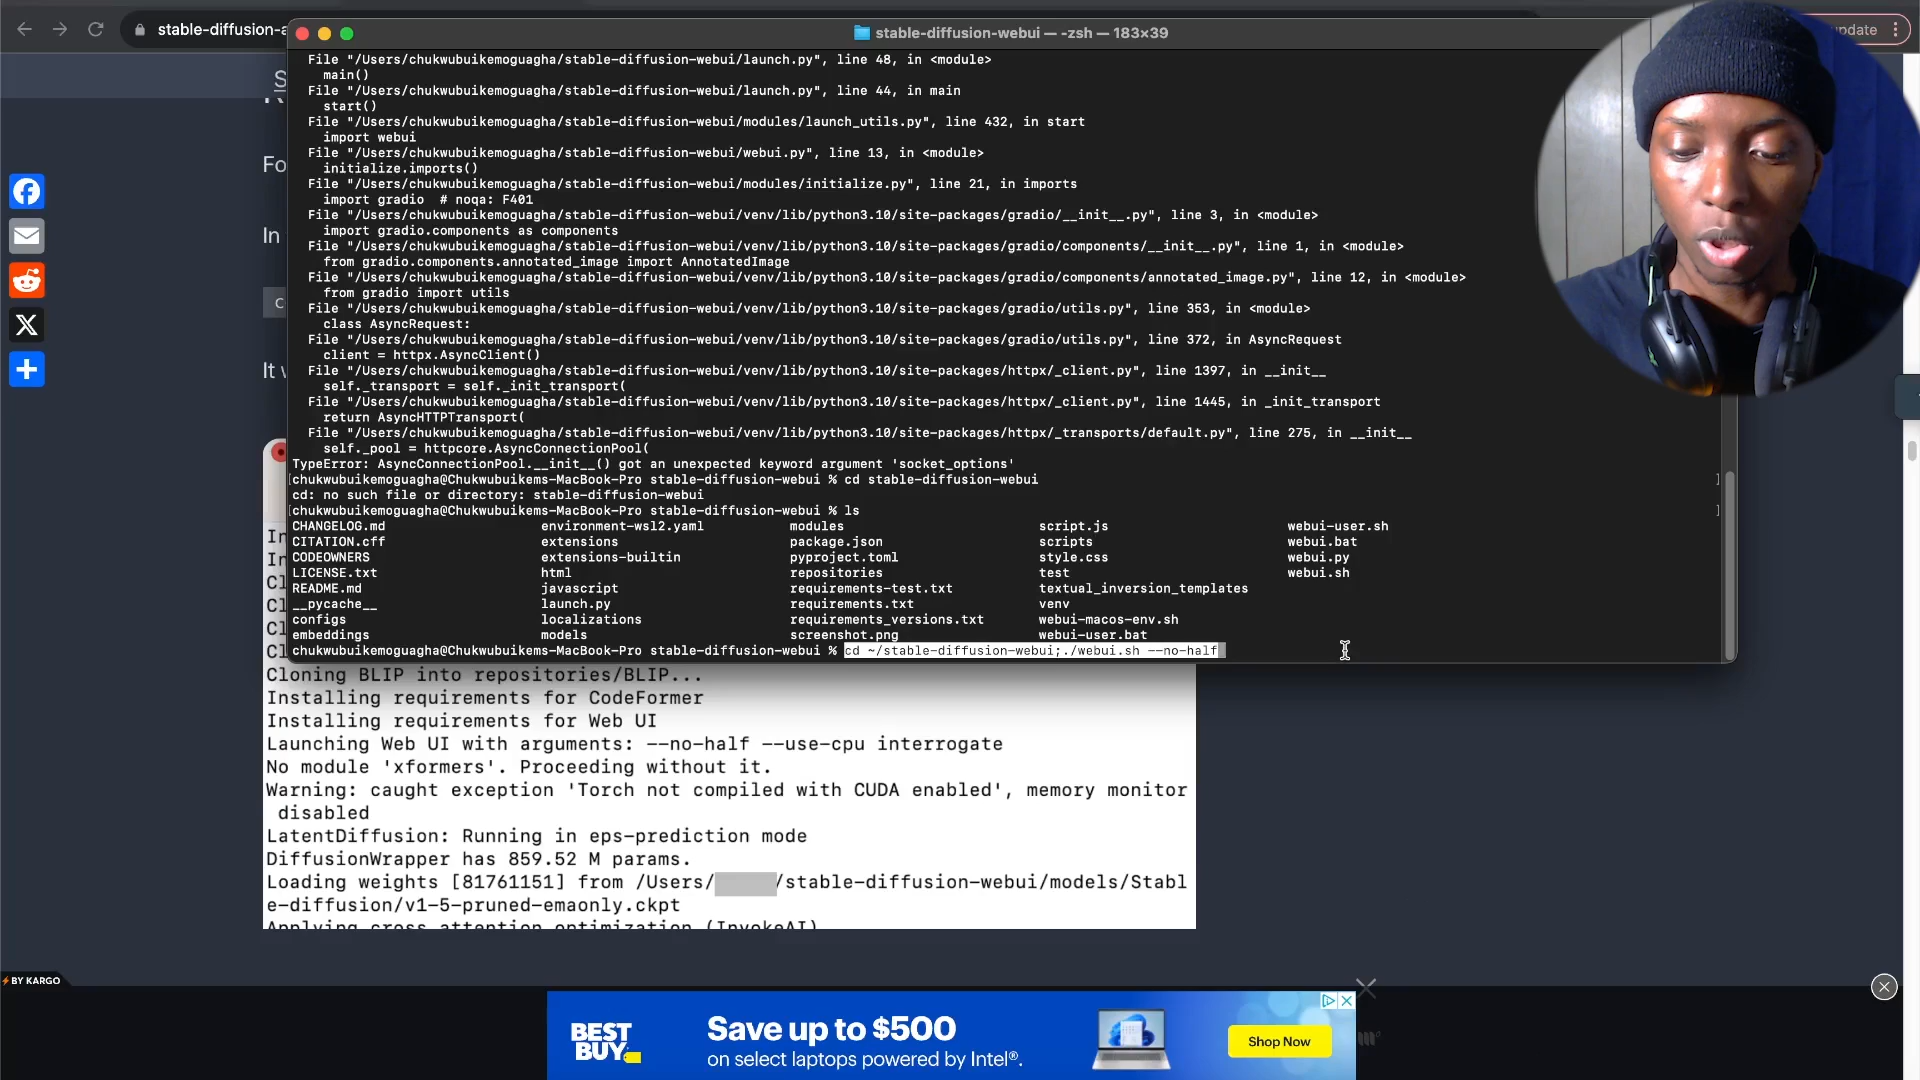 stable-diffusion-a
stable-diffusion-webui — -zsh — 183×39
update
File "/Users/chukwubuikemoguagha/stable-diffusion-webui/launch.py", line 48, in <module>
main()
File "/Users/chukwubuikemoguagha/stable-diffusion-webui/launch.py", line 44, in main
start()
File "/Users/chukwubuikemoguagha/stable-diffusion-webui/modules/launch_utils.py", line 432, in start
import webui
File "/Users/chukwubuikemoguagha/stable-diffusion-webui/webui.py", line 13, in <module>
initialize.imports()
File "/Users/chukwubuikemoguagha/stable-diffusion-webui/modules/initialize.py", line 21, in imports
import gradio  # noqa: F401
File "/Users/chukwubuikemoguagha/stable-diffusion-webui/venv/lib/python3.10/site-packages/gradio/__init__.py", line 3, in <module>
import gradio.components as components
File "/Users/chukwubuikemoguagha/stable-diffusion-webui/venv/lib/python3.10/site-packages/gradio/components/__init__.py", line 1, in <module>
from gradio.components.annotated_image import AnnotatedImage
File "/Users/chukwubuikemoguagha/stable-diffusion-webui/venv/lib/python3.10/site-packages/gradio/components/annotated_image.py", line 12, in <module>
from gradio import utils
File "/Users/chukwubuikemoguagha/stable-diffusion-webui/venv/lib/python3.10/site-packages/gradio/utils.py", line 353, in <module>
class AsyncRequest:
File "/Users/chukwubuikemoguagha/stable-diffusion-webui/venv/lib/python3.10/site-packages/gradio/utils.py", line 372, in AsyncRequest
client = httpx.AsyncClient()
File "/Users/chukwubuikemoguagha/stable-diffusion-webui/venv/lib/python3.10/site-packages/httpx/_client.py", line 1397, in __init__
self._transport = self._init_transport(
File "/Users/chukwubuikemoguagha/stable-diffusion-webui/venv/lib/python3.10/site-packages/httpx/_client.py", line 1445, in _init_transport
return AsyncHTTPTransport(
File "/Users/chukwubuikemoguagha/stable-diffusion-webui/venv/lib/python3.10/site-packages/httpx/_transports/default.py", line 275, in __init__
self._pool = httpcore.AsyncConnectionPool(
TypeError: AsyncConnectionPool.__init__() got an unexpected keyword argument 'socket_options'
[chukwubuikemoguagha@Chukwubuikems-MacBook-Pro stable-diffusion-webui % cd stable-diffusion-webui ]
cd: no such file or directory: stable-diffusion-webui
[chukwubuikemoguagha@Chukwubuikems-MacBook-Pro stable-diffusion-webui % ls ]
CHANGELOG.md environment-wsl2.yaml modules script.js webui-user.sh
CITATION.cff extensions package.json scripts webui.bat
CODEOWNERS extensions-builtin pyproject.toml style.css webui.py
LICENSE.txt html repositories test webui.sh
README.md javascript requirements-test.txt textual_inversion_templates
__pycache__ launch.py requirements.txt venv
configs localizations requirements_versions.txt webui-macos-env.sh
embeddings models screenshot.png webui-user.bat
chukwubuikemoguagha@Chukwubuikems-MacBook-Pro stable-diffusion-webui % cd ~/stable-diffusion-webui;./webui.sh --no-half
S
Fo
In
c
It w
In
In
Cl
Cl
Cl
Cl
Cloning BLIP into repositories/BLIP...
Installing requirements for CodeFormer
Installing requirements for Web UI
Launching Web UI with arguments: --no-half --use-cpu interrogate
No module 'xformers'. Proceeding without it.
Warning: caught exception 'Torch not compiled with CUDA enabled', memory monitor
disabled
LatentDiffusion: Running in eps-prediction mode
DiffusionWrapper has 859.52 M params.
Loading weights [81761151] from /Users/ /stable-diffusion-webui/models/Stabl
e-diffusion/v1-5-pruned-emaonly.ckpt
Applying cross attention optimization (InvokeAI)
BY KARGO
BEST
BUY
Save up to $500
on select laptops powered by Intel®.
Shop Now